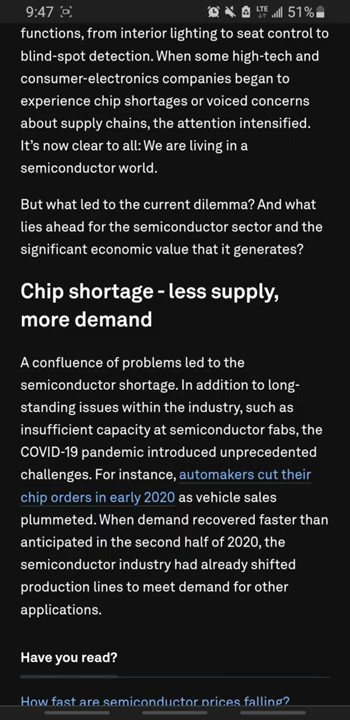 9:47 LTE 51%
functions, from interior lighting to seat control to
blind-spot detection. When some high-tech and
consumer-electronics companies began to
experience chip shortages or voiced concerns
about supply chains, the attention intensified.
It’s now clear to all: We are living in a
semiconductor world.
But what led to the current dilemma? And what
lies ahead for the semiconductor sector and the
significant economic value that it generates?
Chip shortage - less supply,
more demand
A confluence of problems led to the
semiconductor shortage. In addition to long-
standing issues within the industry, such as
insufficient capacity at semiconductor fabs, the
COVID-19 pandemic introduced unprecedented
challenges. For instance, automakers cut their
chip orders in early 2020 as vehicle sales
plummeted. When demand recovered faster than
anticipated in the second half of 2020, the
semiconductor industry had already shifted
production lines to meet demand for other
applications.
Have you read?
How fast are semiconductor prices falling?